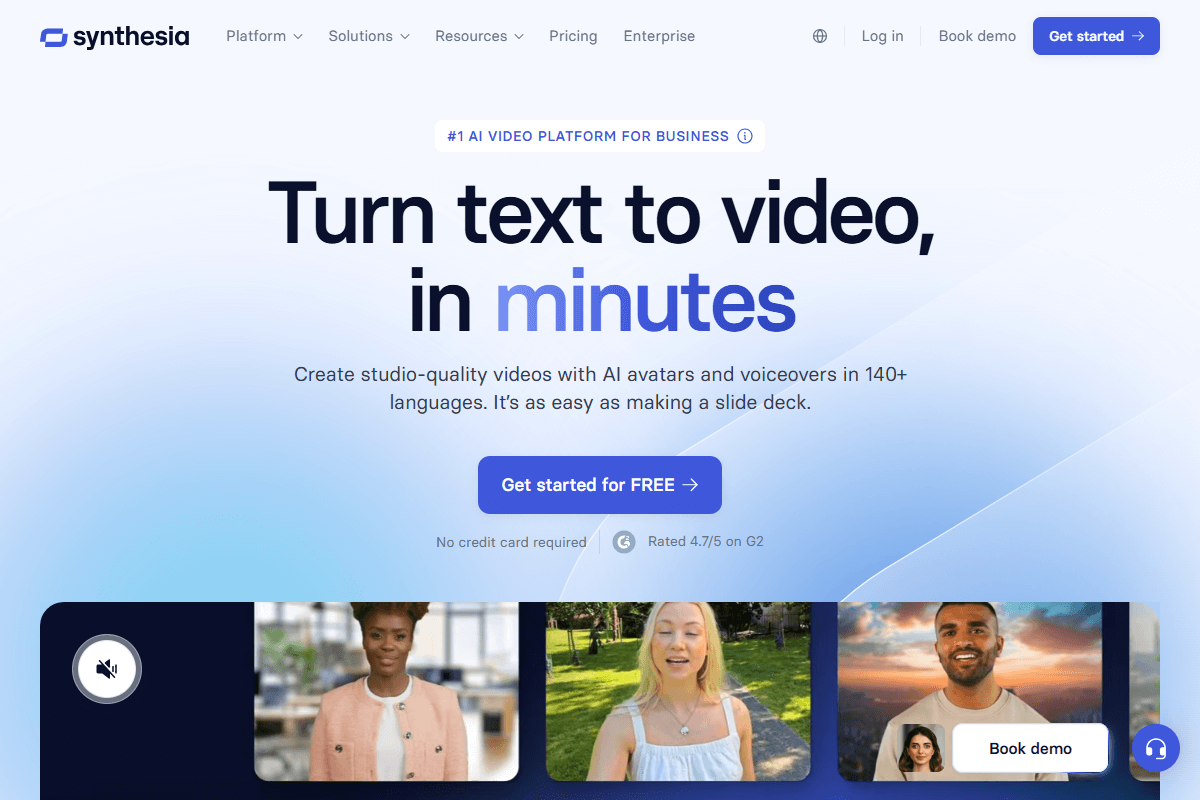 synthesia
Platform
Solutions
Resources
Pricing
Enterprise
Log in
Book demo
Get started
#1 AI VIDEO PLATFORM FOR BUSINESS
Turn text to video,
in minutes
Create studio-quality videos with AI avatars and voiceovers in 140+
languages. It’s as easy as making a slide deck.
Get started for FREE
No credit card required
Rated 4.7/5 on G2
Book demo